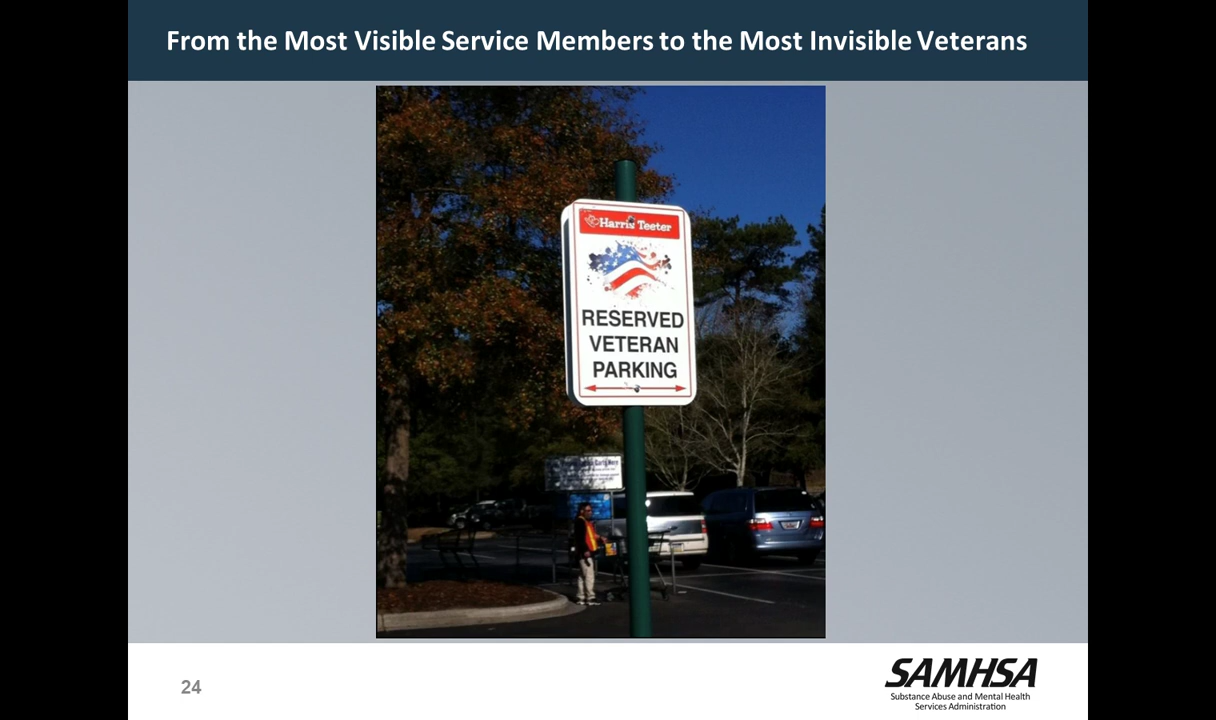 From the Most Visible Service Members to the Most Invisible Veterans
Harris Teeter
RESERVED
VETERAN
PARKING
24
SAMHSA
Substance Abuse and Mental Health
Services Administration